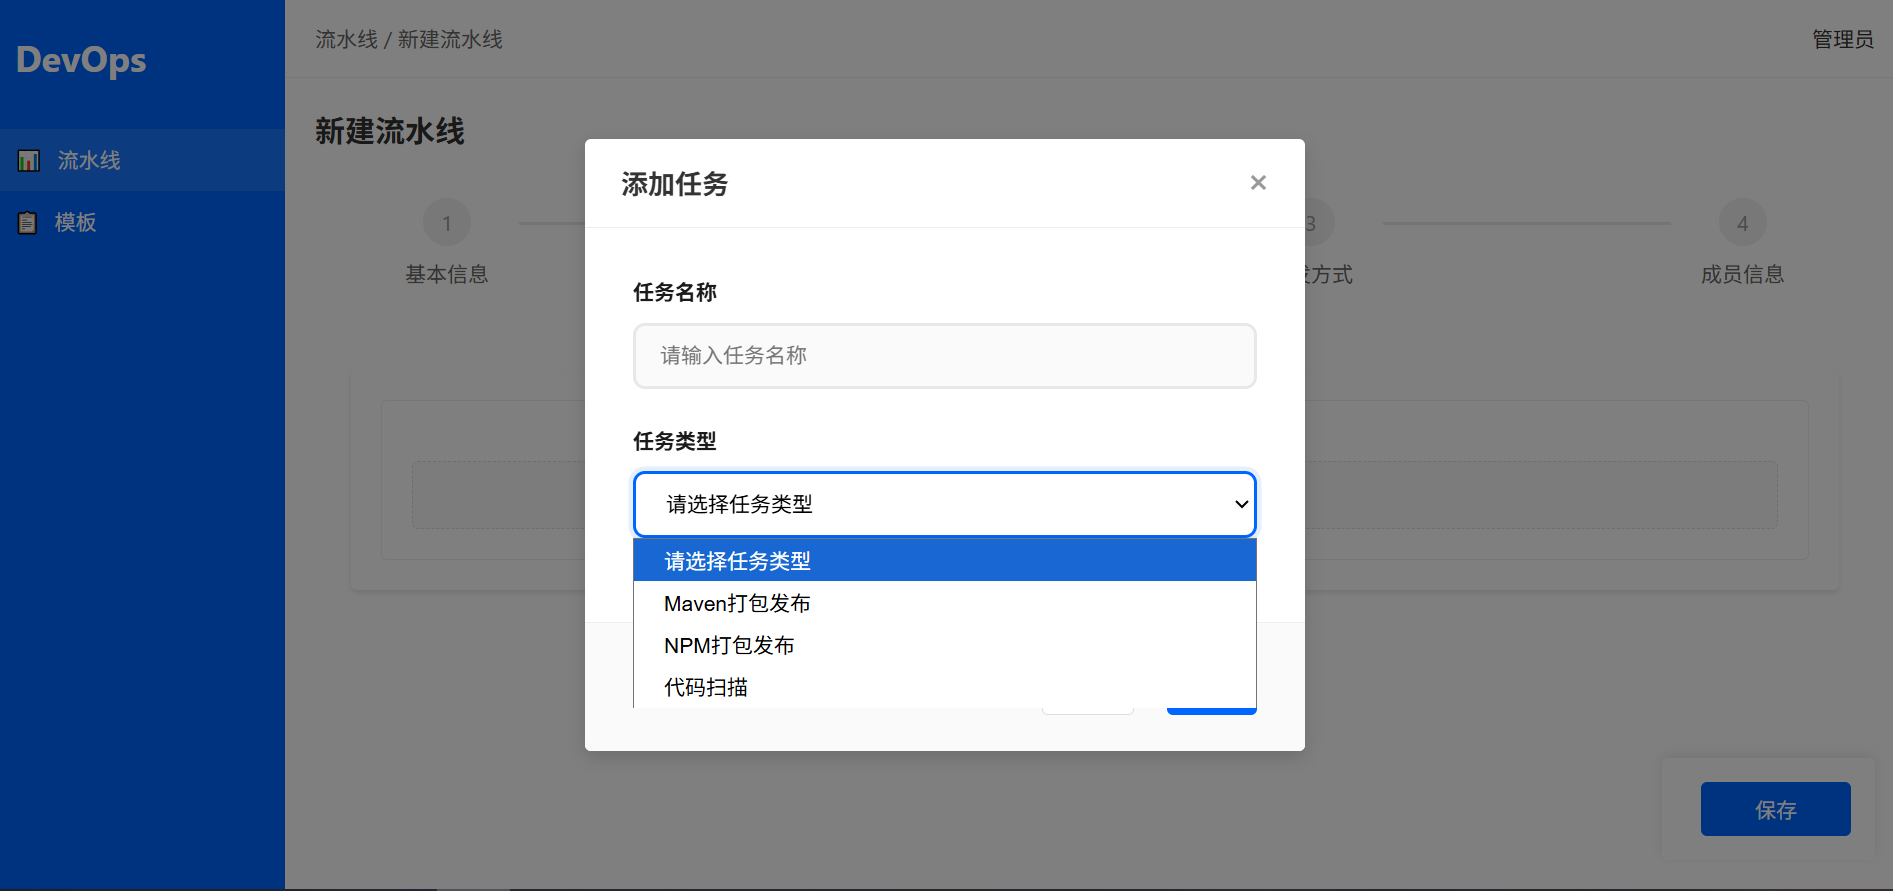 DevOps
流水线
模板
流水线 / 新建流水线
管理员
新建流水线
1
基本信息
3
方式
4
成员信息
添加任务
×
任务名称
请输入任务名称
任务类型
请选择任务类型
请选择任务类型
Maven打包发布
NPM打包发布
代码扫描
保存